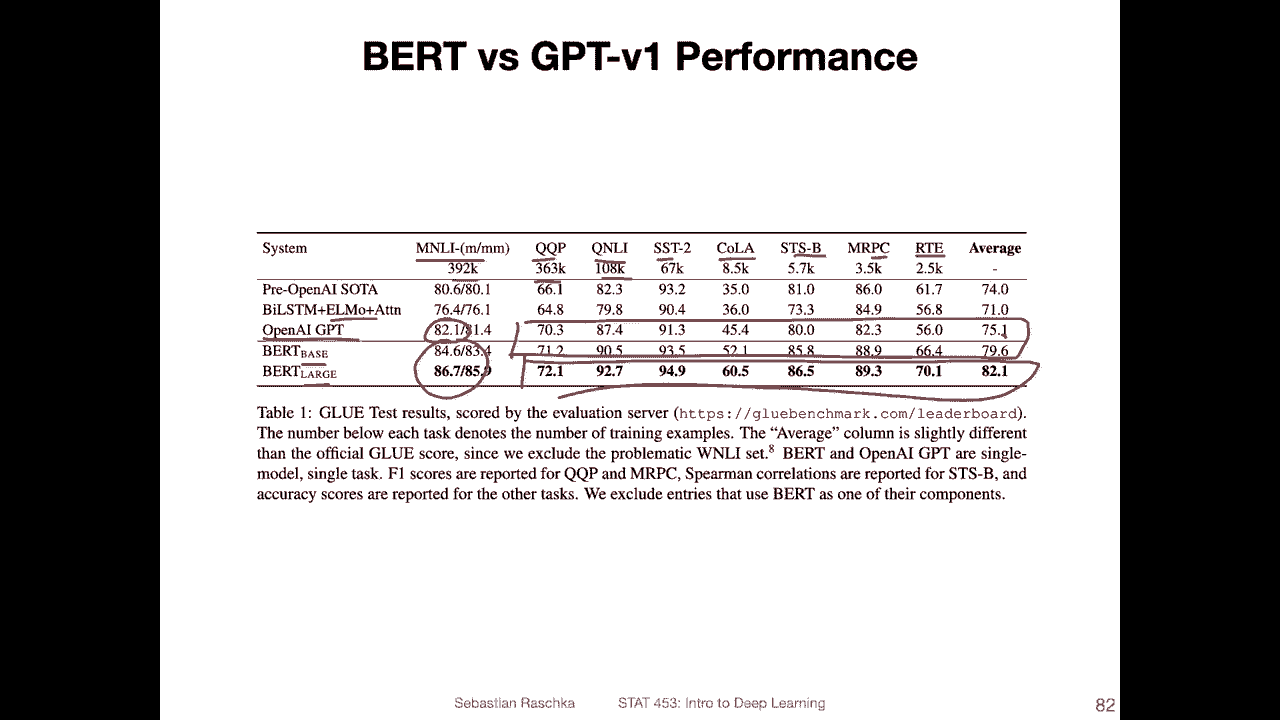 BERT vs GPT-v1 Performance
System MNLI-(m/mm) QQP QNLI SST-2 CoLA STS-B MRPC RTE Average
392k 363k 108k 67k 8.5k 5.7k 3.5k 2.5k -
Pre-OpenAI SOTA 80.6/80.1 66.1 82.3 93.2 35.0 81.0 86.0 61.7 74.0
BiLSTM+ELMo+Attn 76.4/76.1 64.8 79.8 90.4 36.0 73.3 84.9 56.8 71.0
OpenAI GPT 82.1/81.4 70.3 87.4 91.3 45.4 80.0 82.3 56.0 75.1
BERTBASE 84.6/83.4 71.2 90.5 93.5 52.1 85.8 88.9 66.4 79.6
BERTLARGE 86.7/85.9 72.1 92.7 94.9 60.5 86.5 89.3 70.1 82.1
Table 1: GLUE Test results, scored by the evaluation server (https://gluebenchmark.com/leaderboard).
The number below each task denotes the number of training examples. The “Average” column is slightly different
than the official GLUE score, since we exclude the problematic WNLI set.8 BERT and OpenAI GPT are single-
model, single task. F1 scores are reported for QQP and MRPC, Spearman correlations are reported for STS-B, and
accuracy scores are reported for the other tasks. We exclude entries that use BERT as one of their components.
Sebastian Raschka STAT 453: Intro to Deep Learning 82